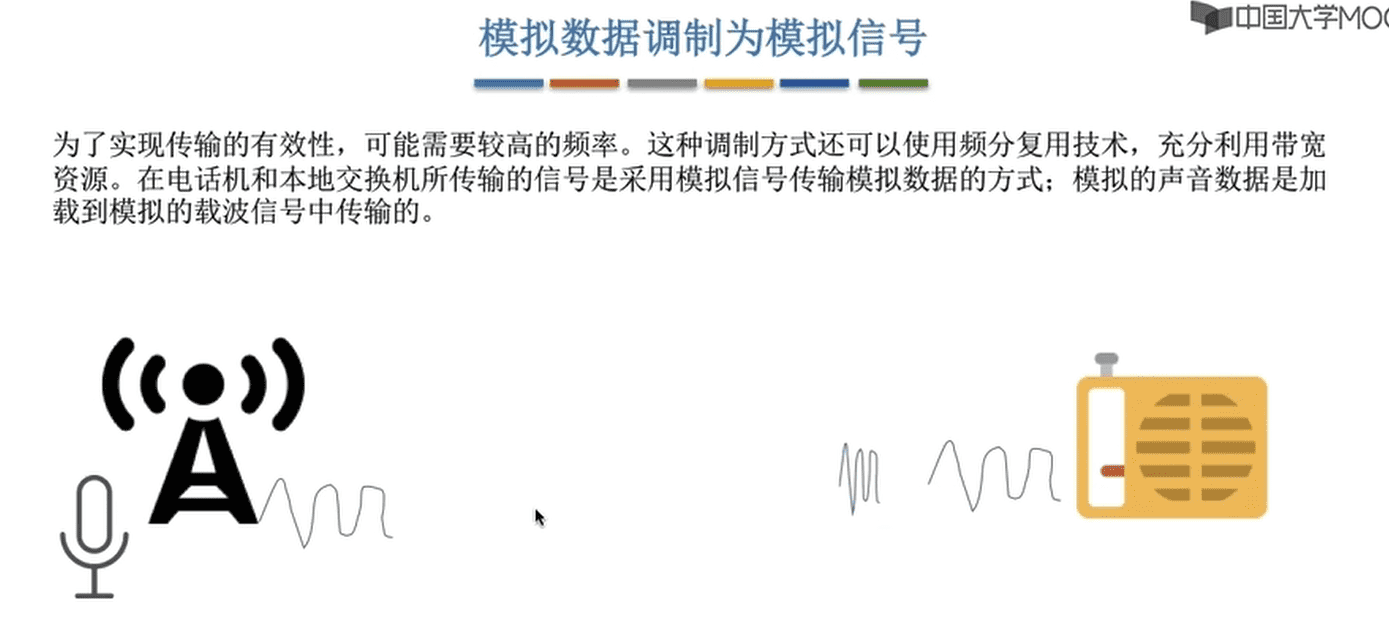 中国大学MOO
模拟数据调制为模拟信号
为了实现传输的有效性，可能需要较高的频率。这种调制方式还可以使用频分复用技术，充分利用带宽
资源。在电话机和本地交换机所传输的信号是采用模拟信号传输模拟数据的方式；模拟的声音数据是加
载到模拟的载波信号中传输的。